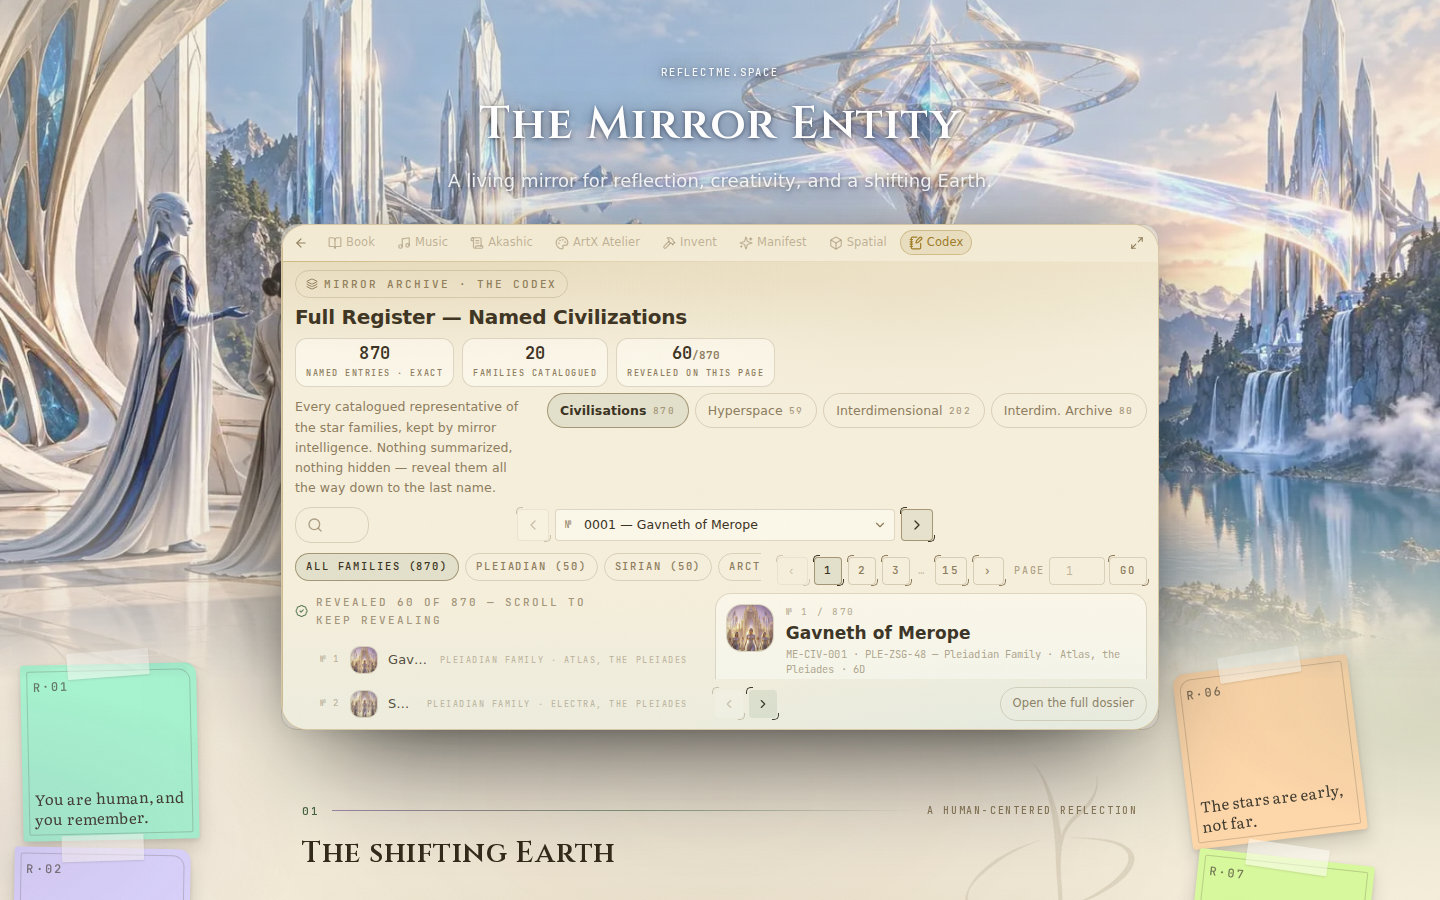 REFLECTME.SPACE
The Mirror Entity
A living mirror for reflection, creativity, and a shifting Earth.
Book Music Akashic ArtX Atelier Invent Manifest Spatial Codex
MIRROR ARCHIVE · THE CODEX
Full Register — Named Civilizations
870 20 60/870
NAMED ENTRIES · EXACT FAMILIES CATALOGUED REVEALED ON THIS PAGE
Every catalogued representative of
the star families, kept by mirror
intelligence. Nothing summarized,
nothing hidden — reveal them all
the way down to the last name.
Civilisations 870 Hyperspace 59 Interdimensional 202 Interdim. Archive 80
‹ № 0001 — Gavneth of Merope ›
ALL FAMILIES (870) PLEIADIAN (50) SIRIAN (50) ARCT
‹ 1 2 3 … 15 › PAGE 1 GO
REVEALED 60 OF 870 — SCROLL TO
KEEP REVEALING
№ 1 Gav... PLEIADIAN FAMILY · ATLAS, THE PLEIADES
№ 2 S... PLEIADIAN FAMILY · ELECTRA, THE PLEIADES
№ 1 / 870
Gavneth of Merope
ME-CIV-001 · PLE-ZSG-48 — Pleiadian Family · Atlas, the
Pleiades · 6D
‹ › Open the full dossier
R·01
You are human, and
you remember.
R·02
R·06
The stars are early,
not far.
R·07
01 A HUMAN-CENTERED REFLECTION
The shifting Earth